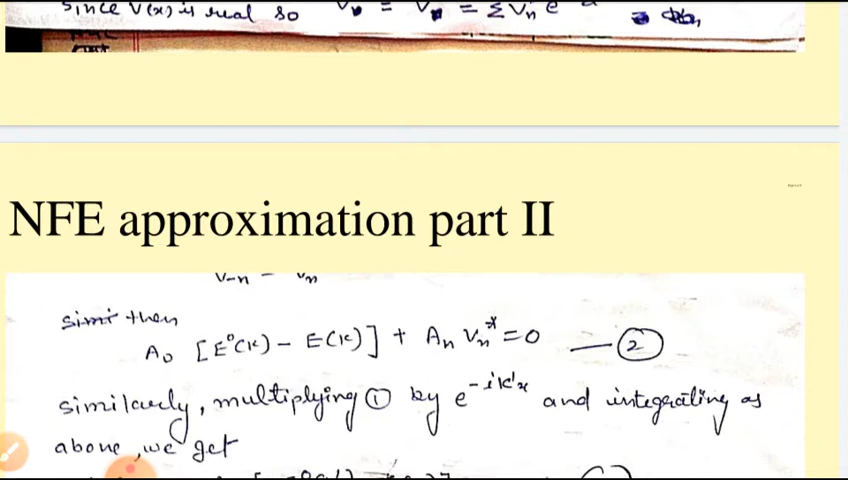 Since V(x) is real so
NFE approximation part II
V-n = Vn
then
A₀ [E⁰(k) - E(k)] + Aₙ Vₙ* = 0 — ②
similarly, multiplying ① by e^-ik'x and integrating as
above, we get